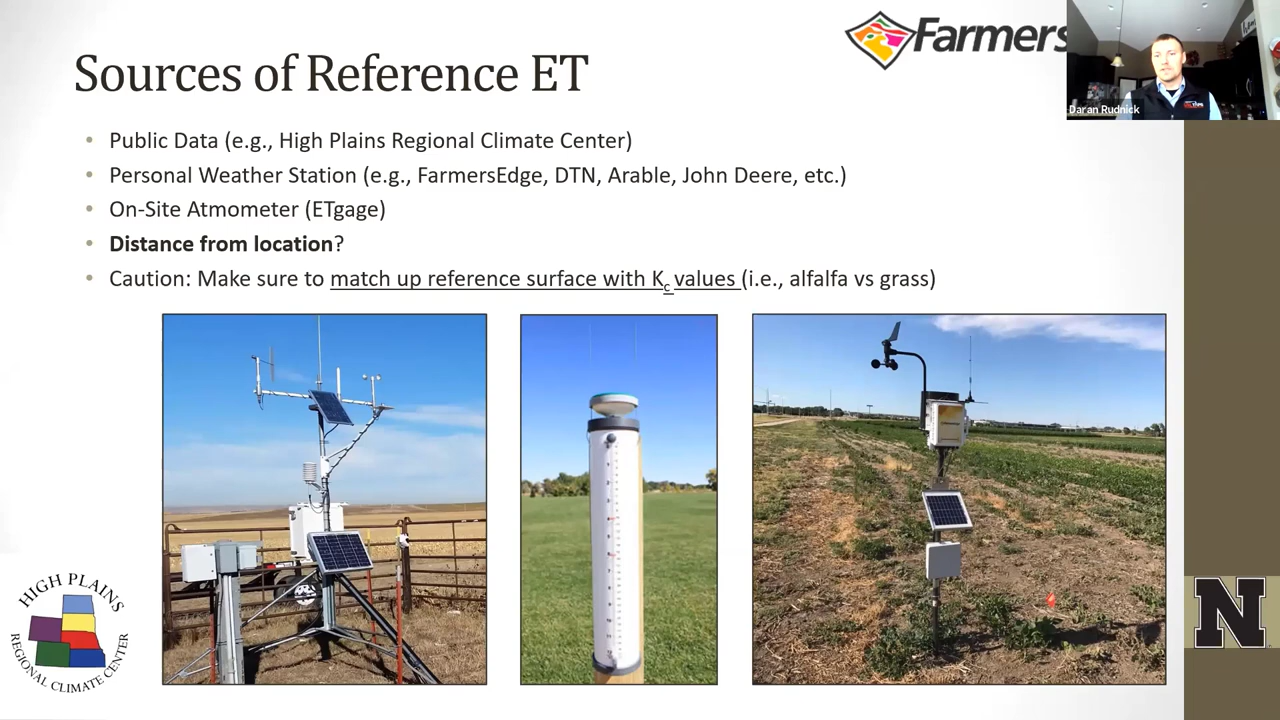 Farmers
Daran Rudnick
Sources of Reference ET
• Public Data (e.g., High Plains Regional Climate Center)
• Personal Weather Station (e.g., FarmersEdge, DTN, Arable, John Deere, etc.)
• On-Site Atmometer (ETgage)
• Distance from location?
• Caution: Make sure to match up reference surface with Kc values (i.e., alfalfa vs grass)
HIGH PLAINS
REGIONAL CLIMATE CENTER
N